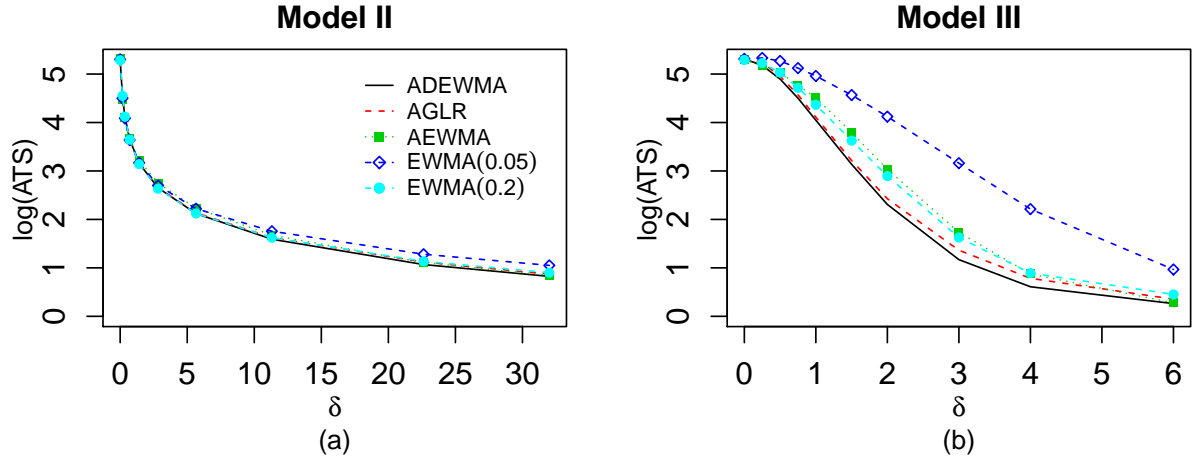 Model II
Model III
log(ATS)
0 1 2 3 4 5
ADEWMA
AGLR
AEWMA
EWMA(0.05)
EWMA(0.2)
0 5 10 15 20 25 30
δ
(a)
log(ATS)
0 1 2 3 4 5
0 1 2 3 4 5 6
δ
(b)